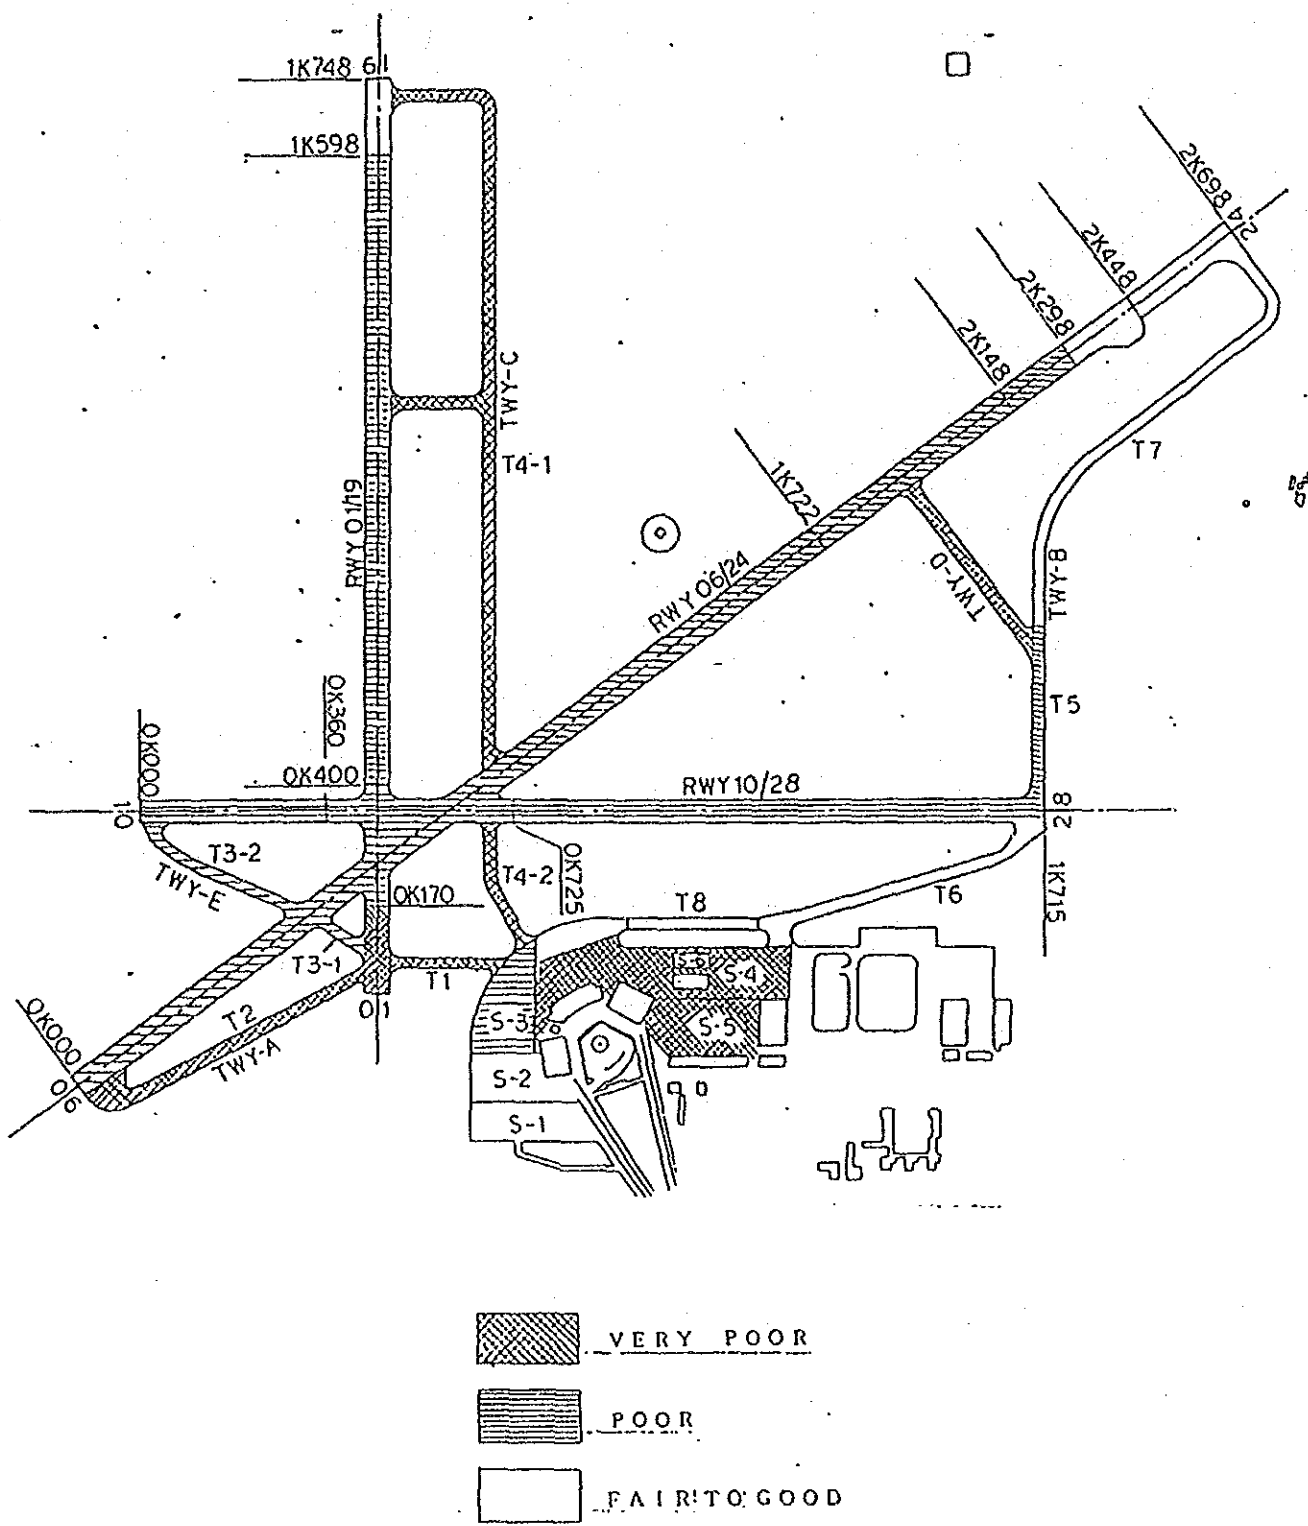 1K748
19
1K598
2K698
24
2K448
2K298
2K148
TWY-C
T4-1
T7
1K722
RWY 01/19
RWY 06/24
TWY-D
TWY-B
0K360
T5
0K000
0K400
RWY 10/28
10
28
T3-2
TWY-E
T4-2
0K725
0K170
T8
T6
1K715
T3-1
T1
S-4
01
0K000
T2
TWY-A
S-3
S-5
06
S-2
S-1
VERY POOR
POOR
FAIR TO GOOD